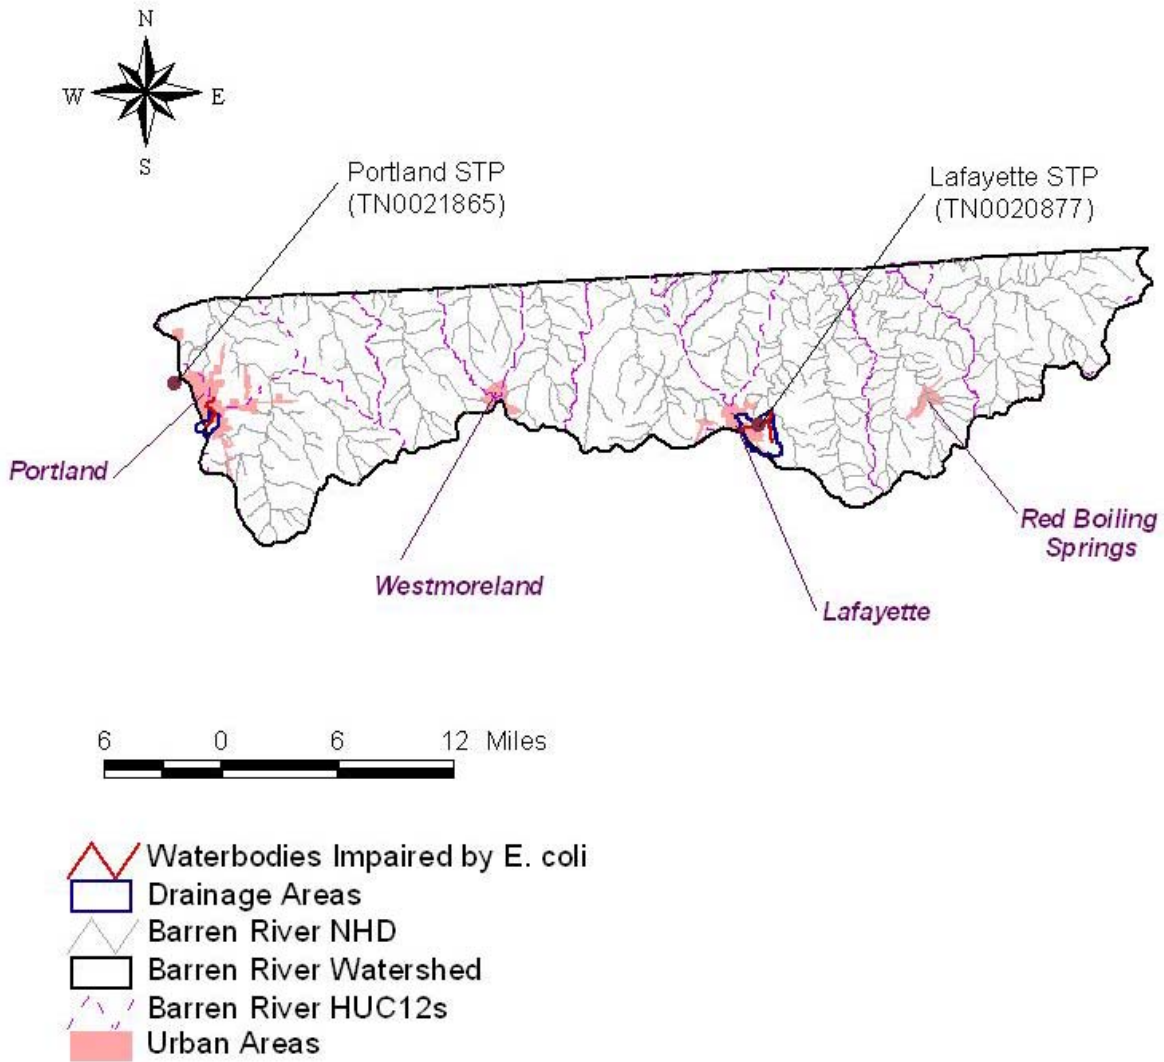 N
W E
S
Portland STP
(TN0021865)
Lafayette STP
(TN0020877)
Portland
Westmoreland
Lafayette
Red Boiling
Springs
6 0 6 12 Miles
Waterbodies Impaired by E. coli
Drainage Areas
Barren River NHD
Barren River Watershed
Barren River HUC12s
Urban Areas